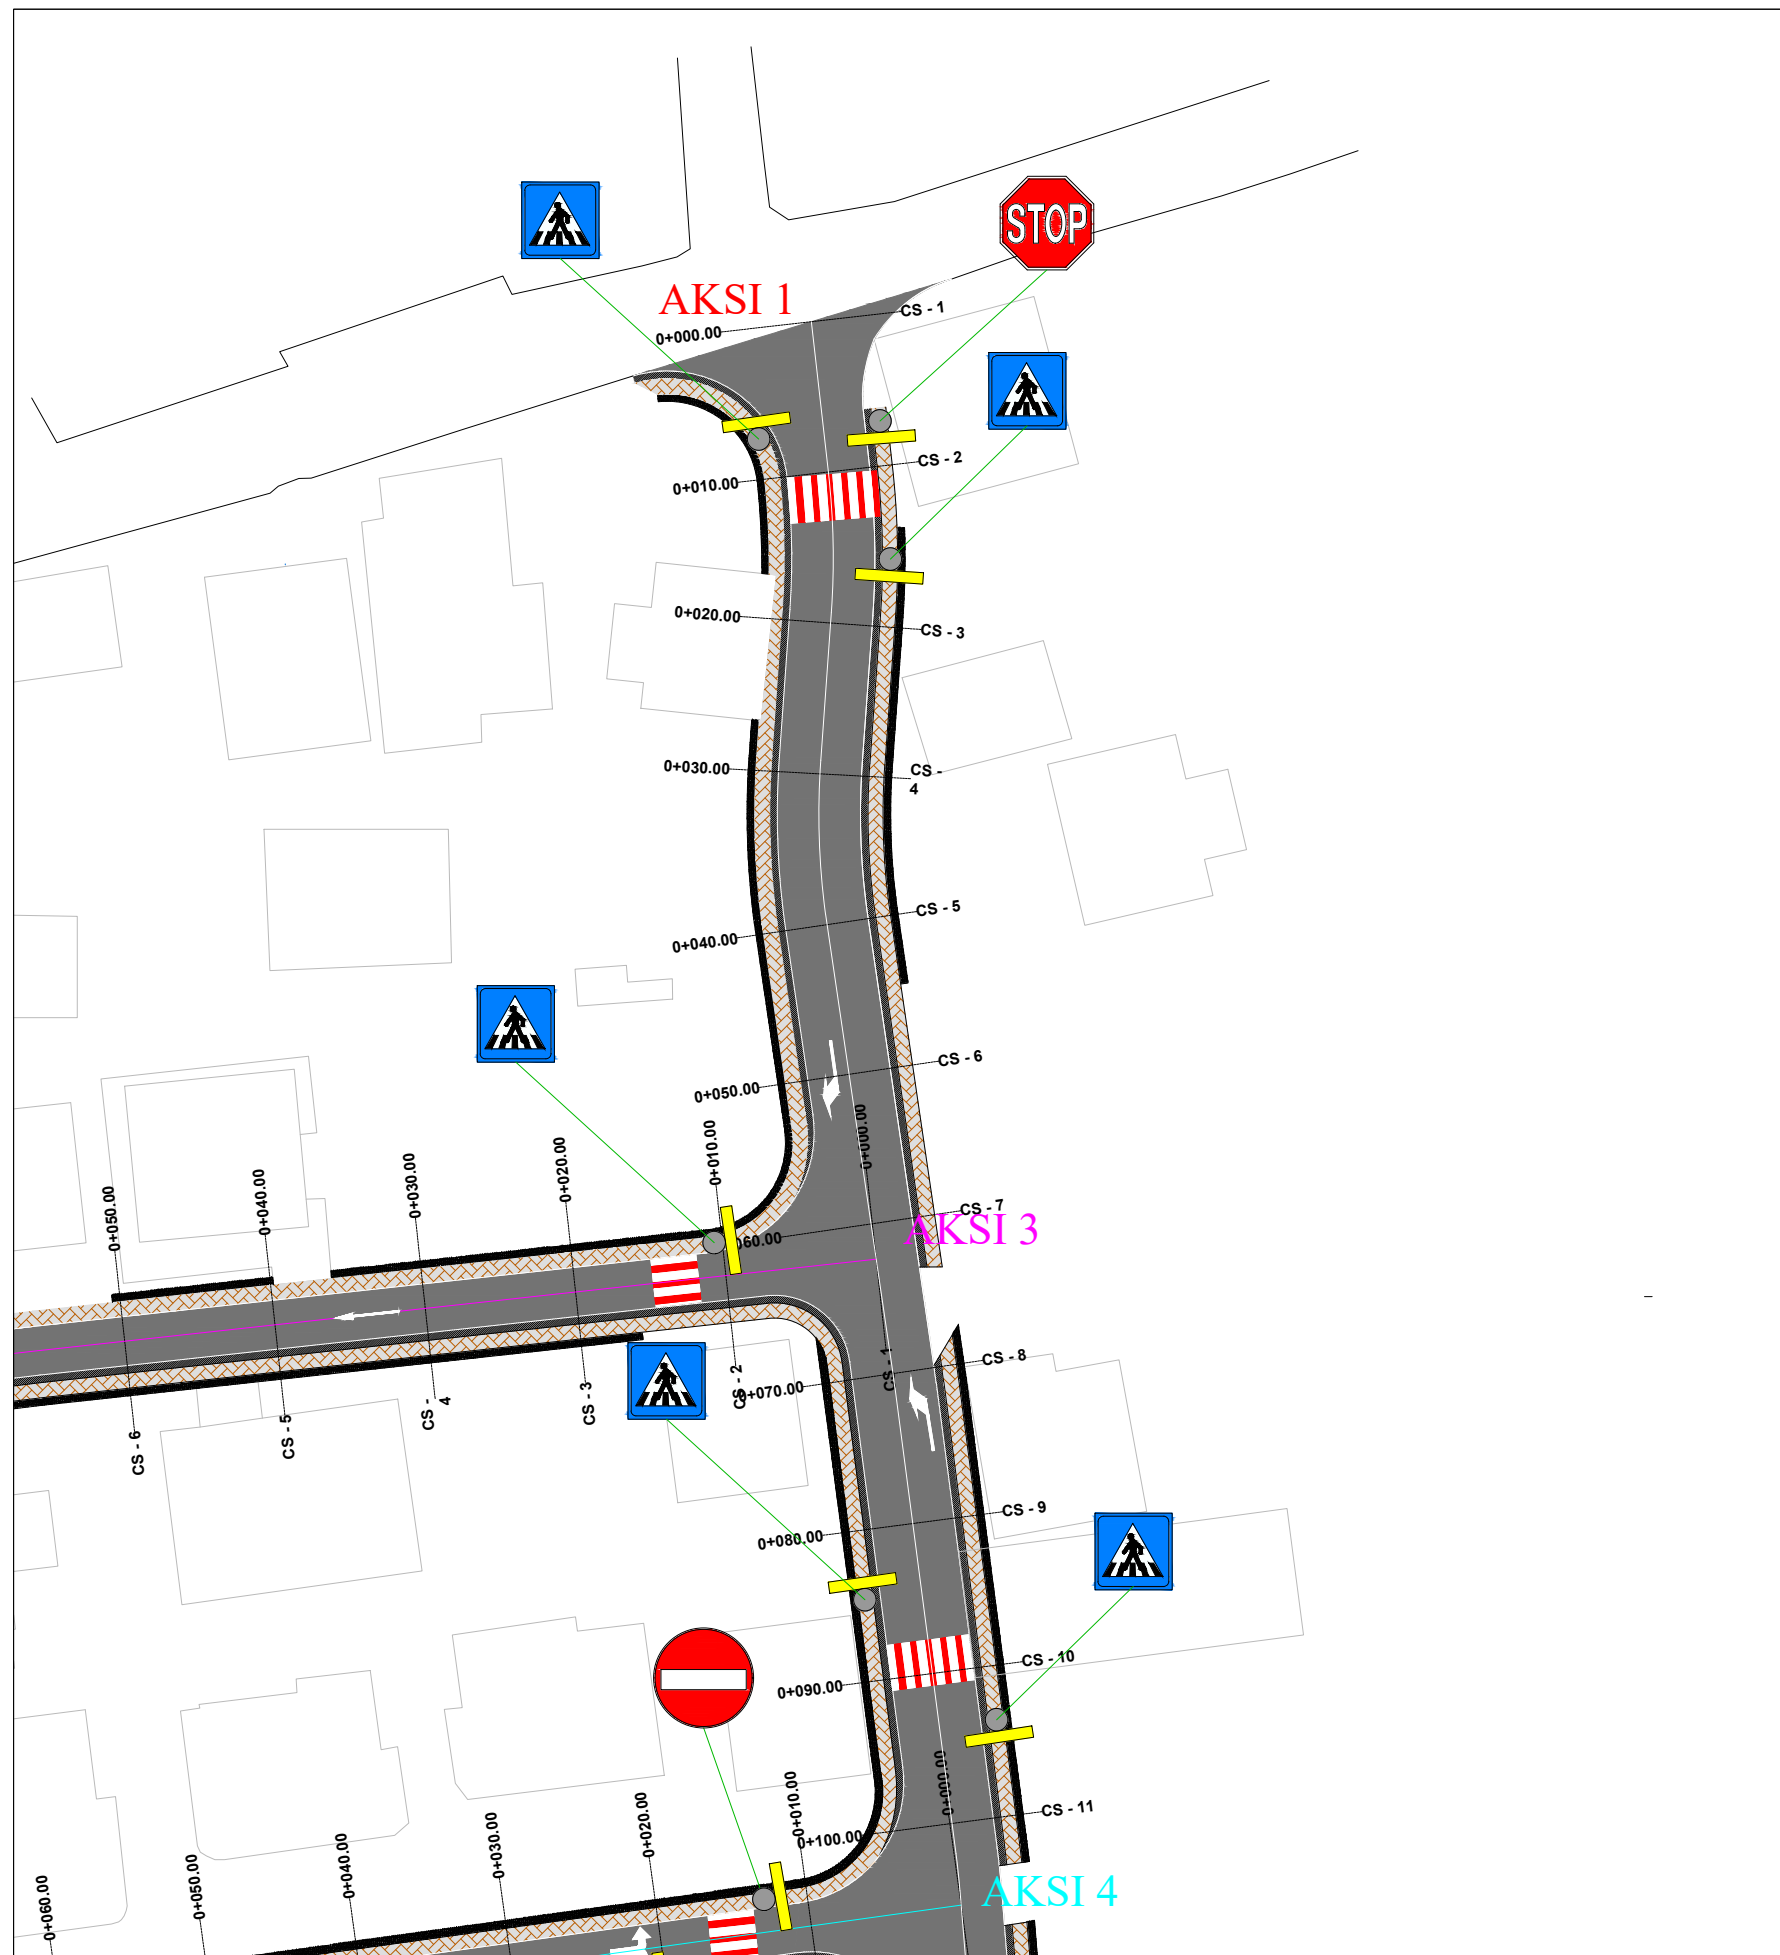 STOP
AKSI 1
CS - 1
0+000.00
CS - 2
0+010.00
0+020.00
CS - 3
0+030.00
CS -
4
CS - 5
0+040.00
CS - 6
0+050.00
0+000.00
0+010.00
0+020.00
0+030.00
0+040.00
0+050.00
CS - 7
AKSI 3
60.00
CS - 8
CS - 1
0+070.00
CS - 2
CS - 3
CS -
4
CS - 5
CS - 6
CS - 9
0+080.00
CS - 10
0+090.00
0+000.00
CS - 11
0+100.00
0+010.00
0+020.00
0+030.00
0+040.00
0+050.00
0+060.00
AKSI 4